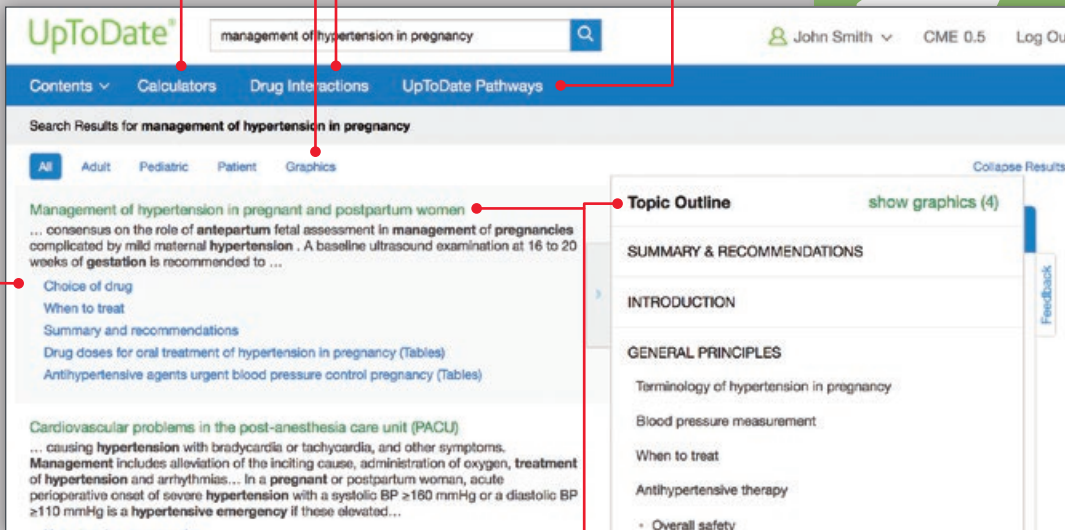 UpToDate®
management of hypertension in pregnancy
John Smith
CME 0.5
Log Ou
Contents
Calculators
Drug Interactions
UpToDate Pathways
Search Results for management of hypertension in pregnancy
All
Adult
Pediatric
Patient
Graphics
Collapse Results
Management of hypertension in pregnant and postpartum women
... consensus on the role of antepartum fetal assessment in management of pregnancies
complicated by mild maternal hypertension . A baseline ultrasound examination at 16 to 20
weeks of gestation is recommended to ...
Choice of drug
When to treat
Summary and recommendations
Drug doses for oral treatment of hypertension in pregnancy (Tables)
Antihypertensive agents urgent blood pressure control pregnancy (Tables)
Cardiovascular problems in the post-anesthesia care unit (PACU)
... causing hypertension with bradycardia or tachycardia, and other symptoms.
Management includes alleviation of the inciting cause, administration of oxygen, treatment
of hypertension and arrhythmias... In a pregnant or postpartum woman, acute
perioperative onset of severe hypertension with a systolic BP ≥160 mmHg or a diastolic BP
≥110 mmHg is a hypertensive emergency if these elevated...
Topic Outline
show graphics (4)
SUMMARY & RECOMMENDATIONS
INTRODUCTION
GENERAL PRINCIPLES
Terminology of hypertension in pregnancy
Blood pressure measurement
When to treat
Antihypertensive therapy
• Overall safety
Feedback